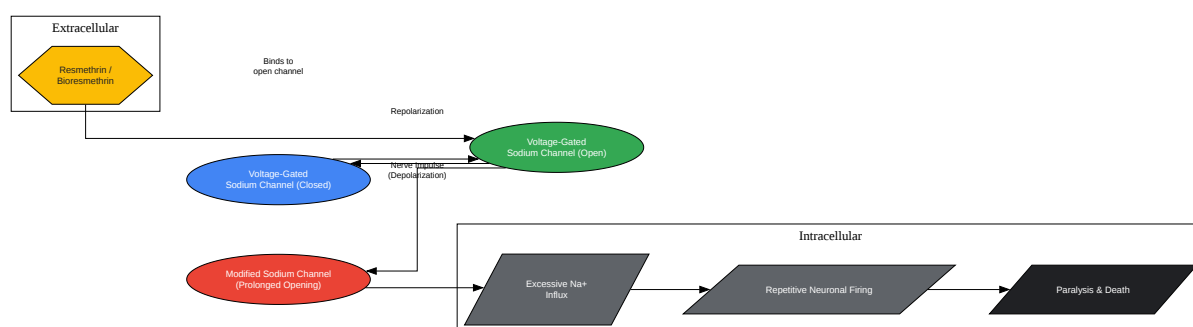 Extracellular
Resmethrin /
Bioresmethrin
Binds to
open channel
Repolarization
Voltage-Gated
Sodium Channel (Open)
Nerve Impulse
(Depolarization)
Voltage-Gated
Sodium Channel (Closed)
Intracellular
Modified Sodium Channel
(Prolonged Opening)
Excessive Na+
Influx
Repetitive Neuronal Firing
Paralysis & Death